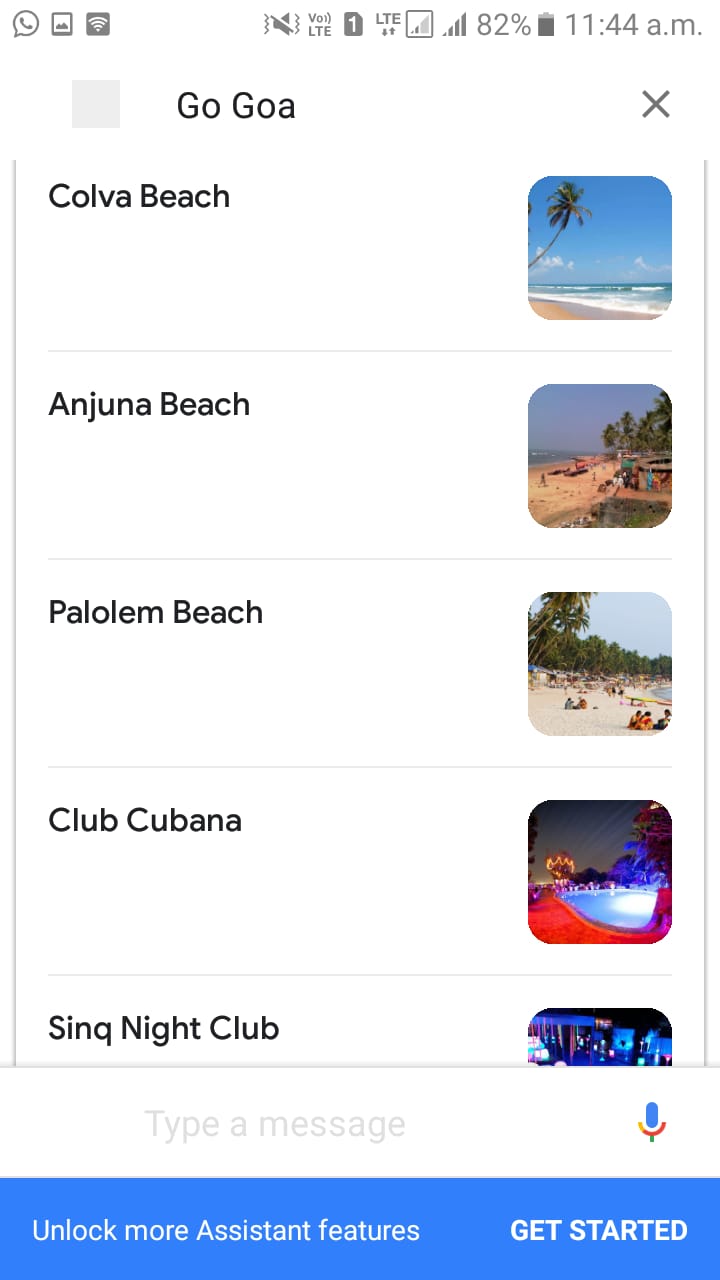 Vo)) LTE 1 LTE 82% 11:44 a.m.
Go Goa
Colva Beach
Anjuna Beach
Palolem Beach
Club Cubana
Sinq Night Club
Type a message
Unlock more Assistant features GET STARTED